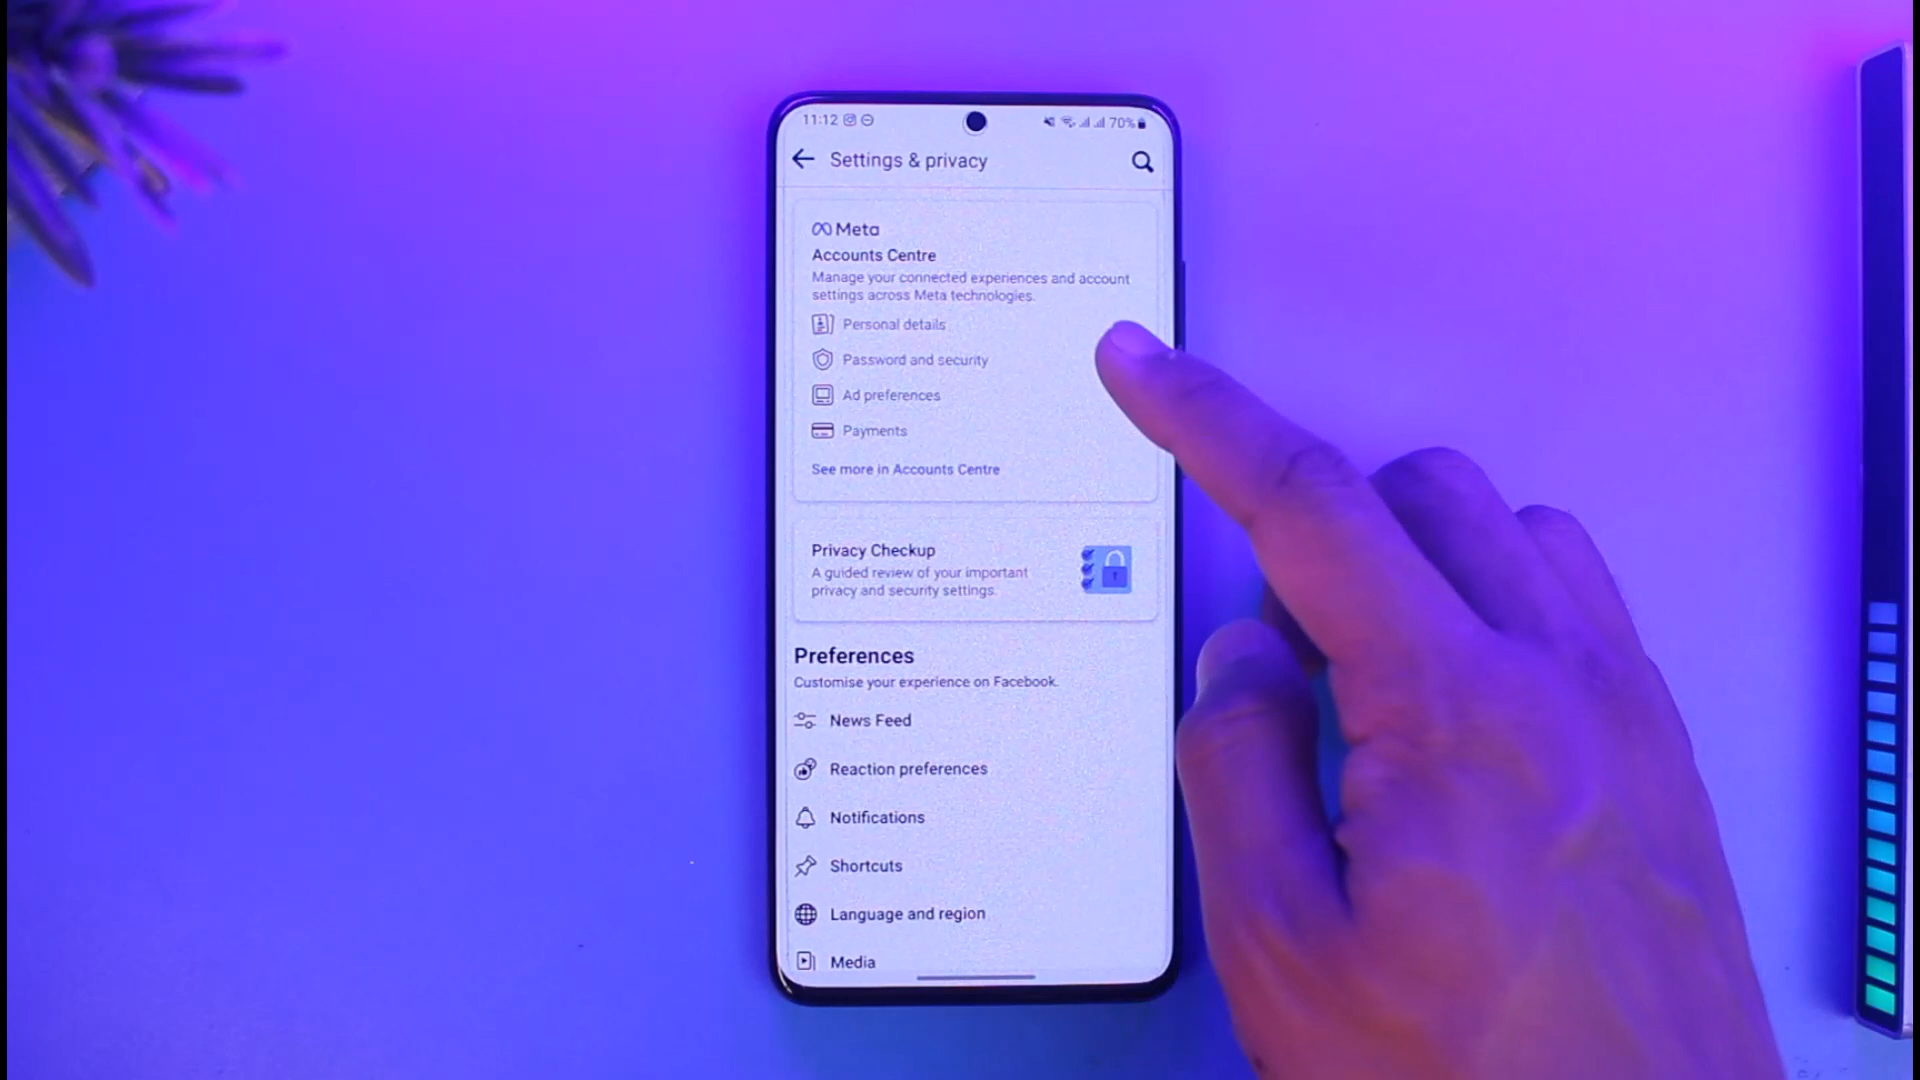 11:12 70%
Settings & privacy
Meta
Accounts Centre
Manage your connected experiences and account
settings across Meta technologies.
Personal details
Password and security
Ad preferences
Payments
See more in Accounts Centre
Privacy Checkup
A guided review of your important
privacy and security settings.
Preferences
Customise your experience on Facebook.
News Feed
Reaction preferences
Notifications
Shortcuts
Language and region
Media